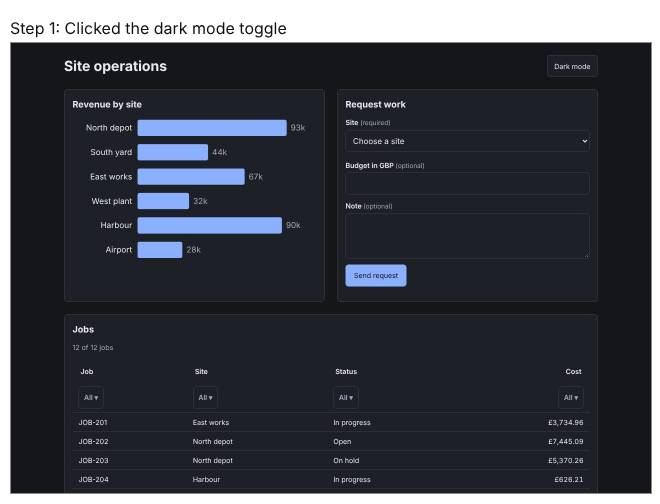 Step 1: Clicked the dark mode toggle
Site operations
Dark mode
Revenue by site
North depot 93k
South yard 44k
East works 67k
West plant 32k
Harbour 90k
Airport 28k
Request work
Site (required)
Choose a site
Budget in GBP (optional)
Note (optional)
Send request
Jobs
12 of 12 jobs
Job Site Status Cost
All ▾ All ▾ All ▾ All ▾
JOB-201 East works In progress £3,734.96
JOB-202 North depot Open £7,445.09
JOB-203 North depot On hold £5,370.26
JOB-204 Harbour In progress £626.21